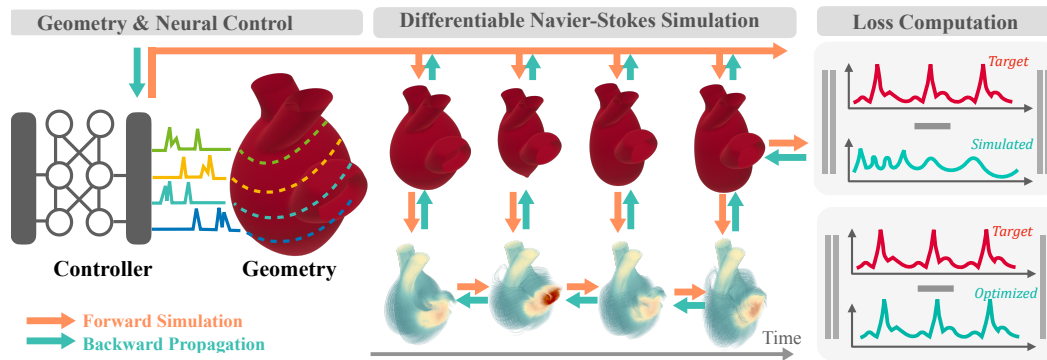 Geometry & Neural Control
Differentiable Navier-Stokes Simulation
Loss Computation
Target
Simulated
Controller
Geometry
Target
Optimized
Forward Simulation
Backward Propagation
Time